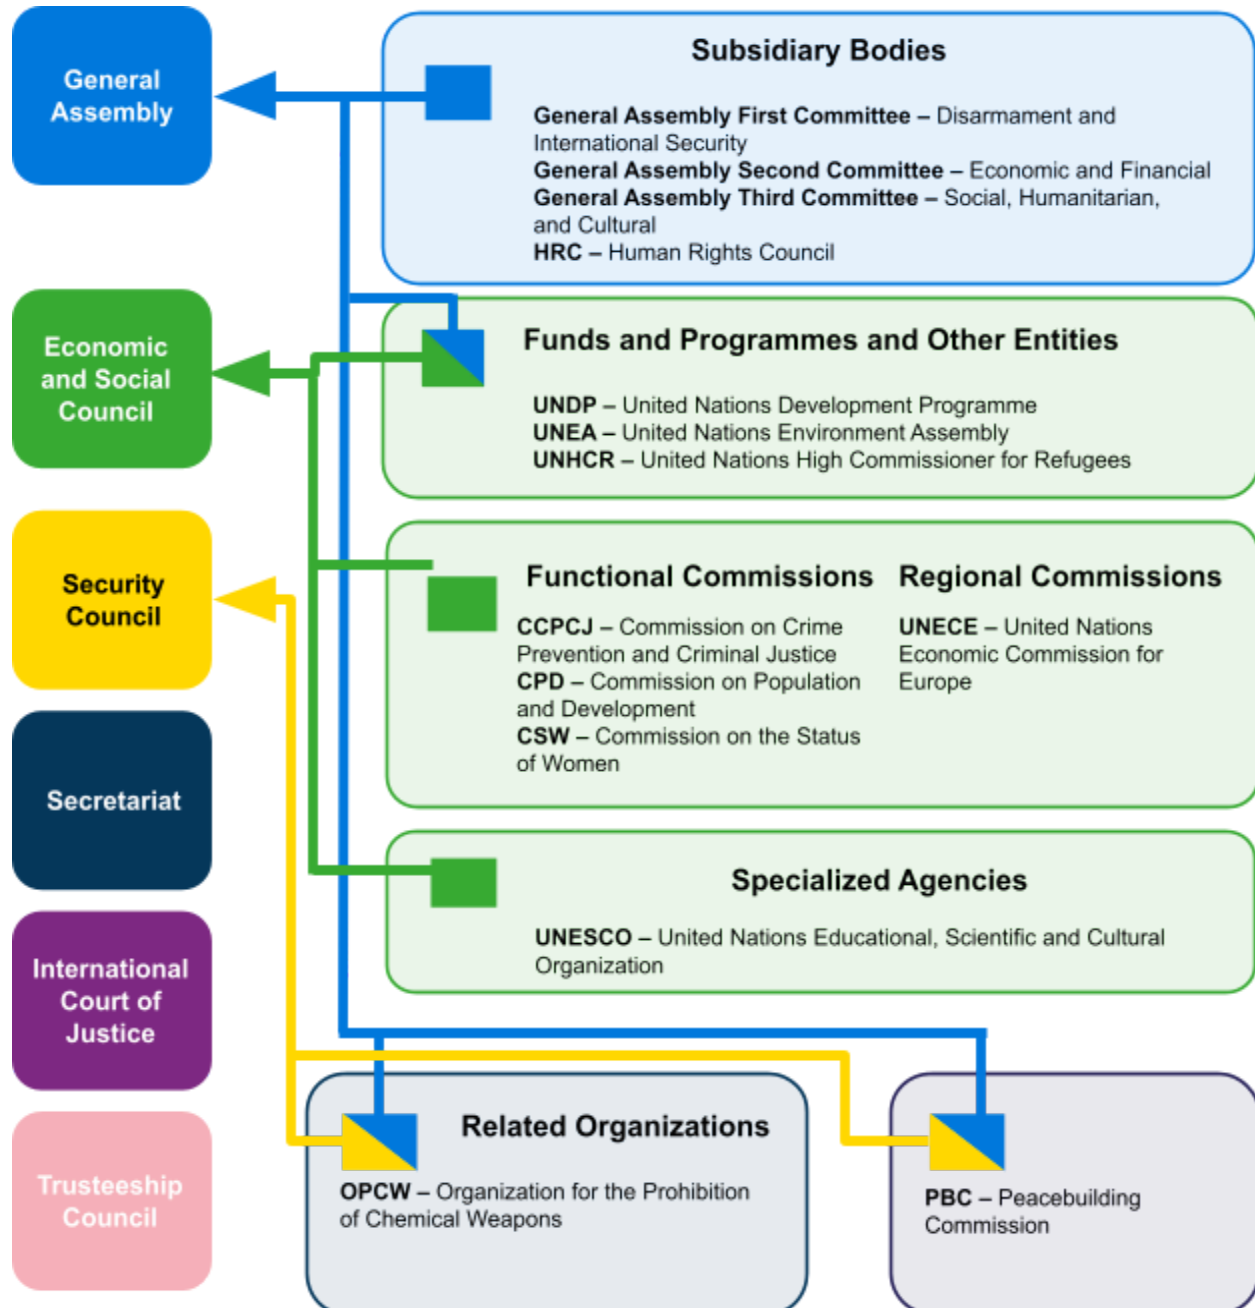 General
Assembly
Subsidiary Bodies
General Assembly First Committee – Disarmament and
International Security
General Assembly Second Committee – Economic and Financial
General Assembly Third Committee – Social, Humanitarian,
and Cultural
HRC – Human Rights Council
Economic
and Social
Council
Funds and Programmes and Other Entities
UNDP – United Nations Development Programme
UNEA – United Nations Environment Assembly
UNHCR – United Nations High Commissioner for Refugees
Security
Council
Functional Commissions
CCPCJ – Commission on Crime
Prevention and Criminal Justice
CPD – Commission on Population
and Development
CSW – Commission on the Status
of Women
Regional Commissions
UNECE – United Nations
Economic Commission for
Europe
Secretariat
Specialized Agencies
UNESCO – United Nations Educational, Scientific and Cultural
Organization
International
Court of
Justice
Trusteeship
Council
Related Organizations
OPCW – Organization for the Prohibition
of Chemical Weapons
PBC – Peacebuilding
Commission